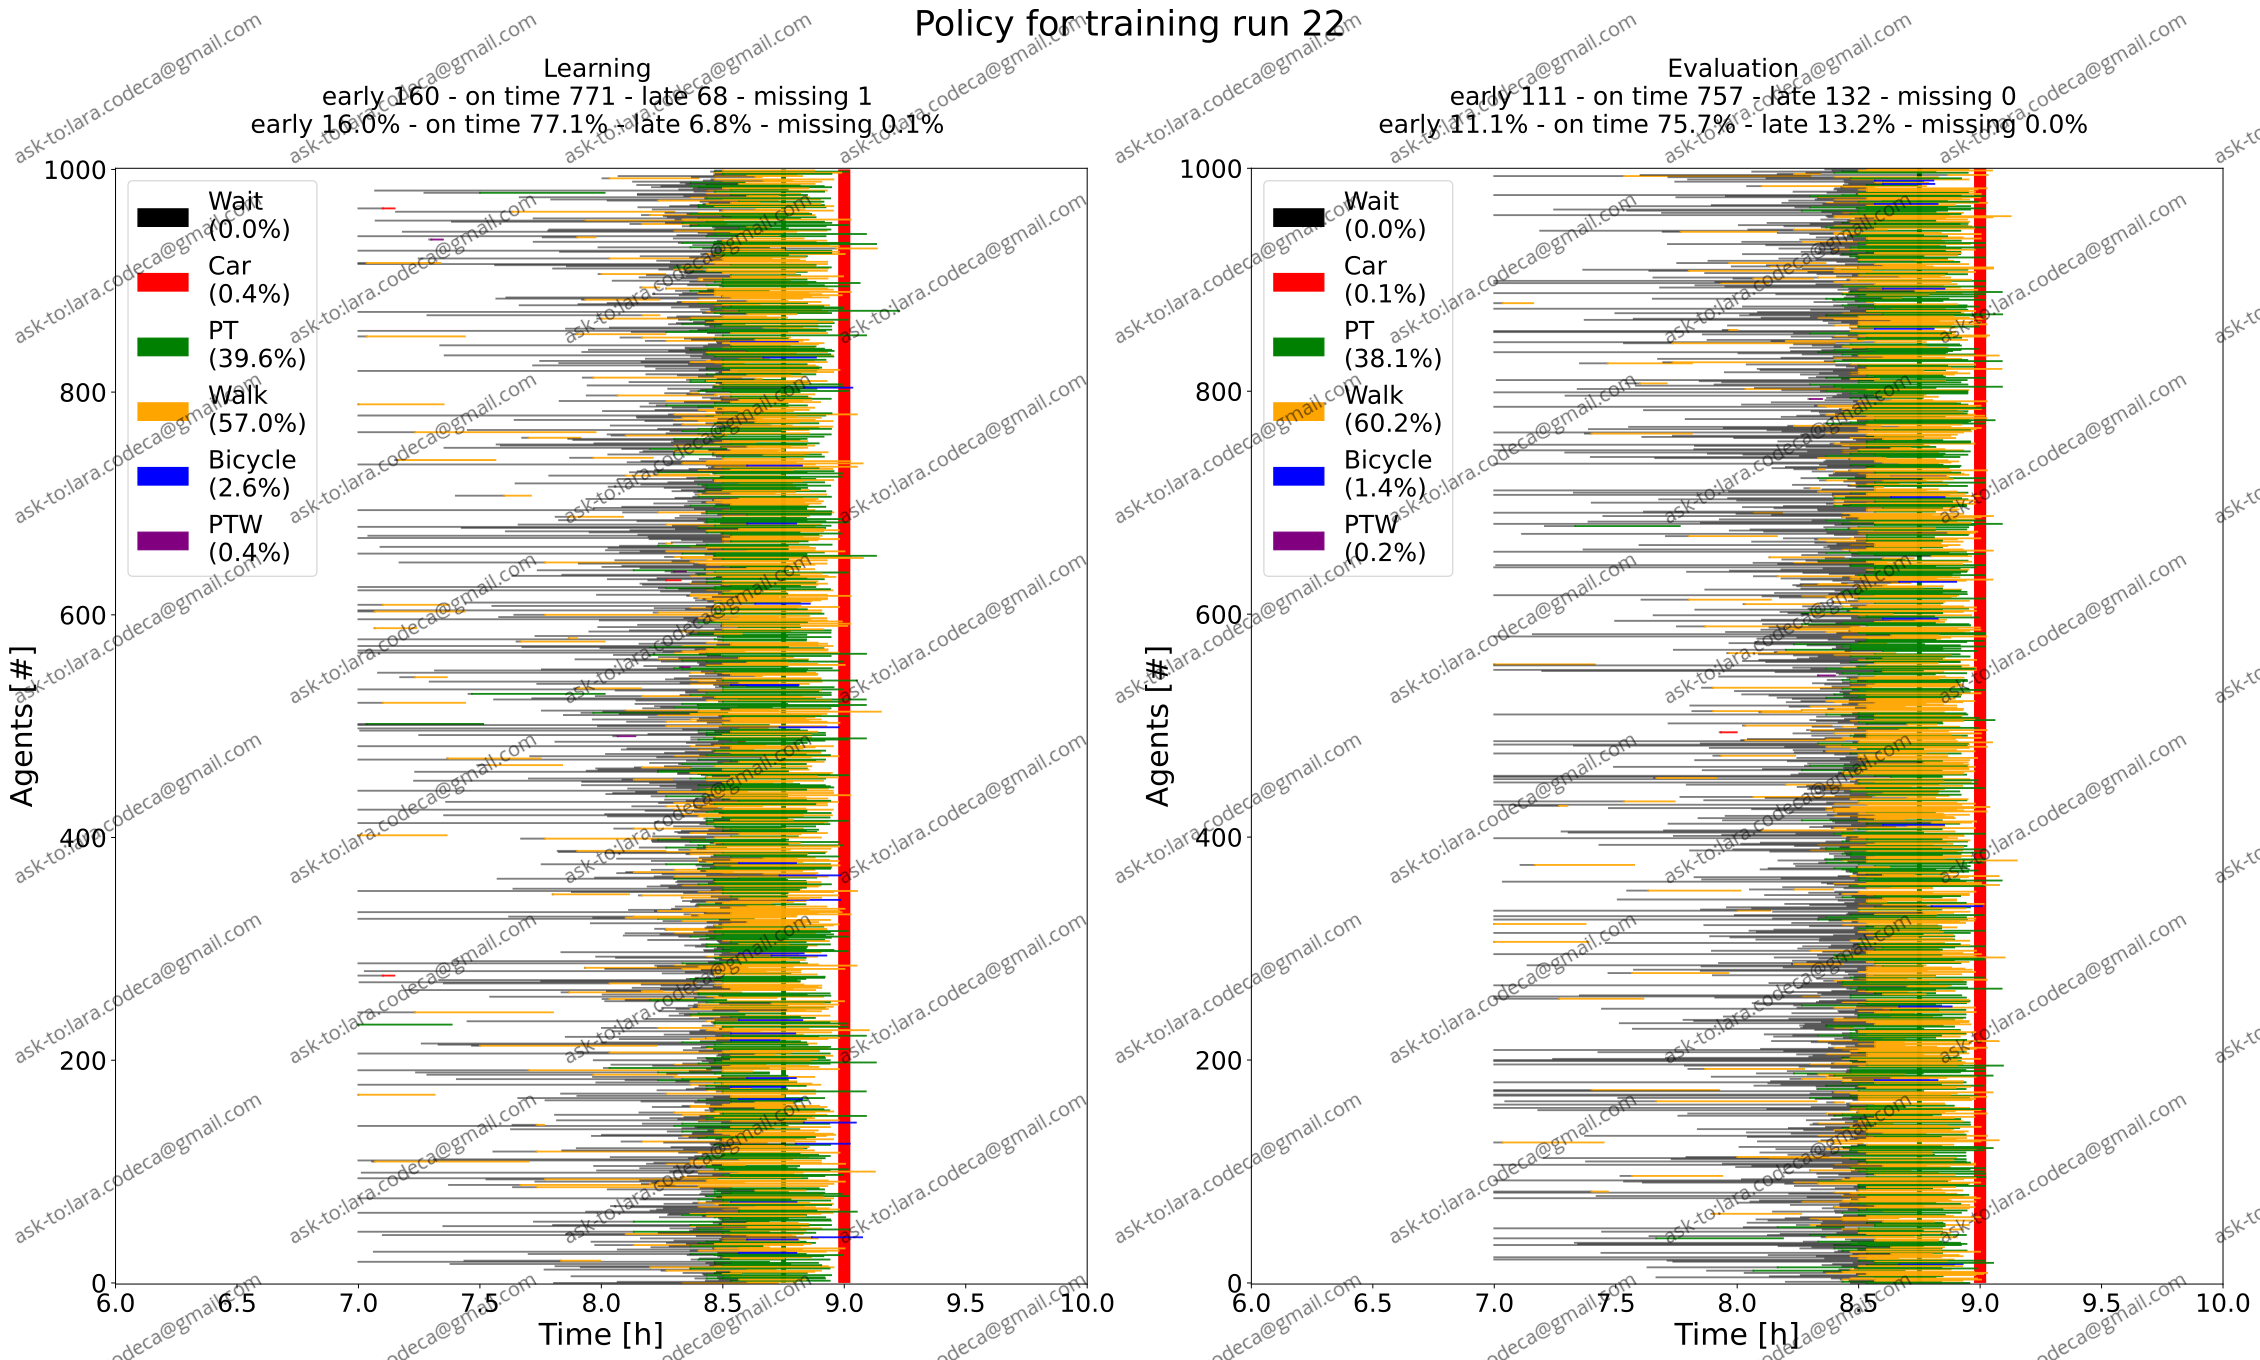 Policy for training run 22
Learning
early 160 - on time 771 - late 68 - missing 1
early 16.0% - on time 77.1% - late 6.8% - missing 0.1%
1000
800
600
400
200
0
Agents [#]
Wait
(0.0%)
Car
(0.4%)
PT
(39.6%)
Walk
(57.0%)
Bicycle
(2.6%)
PTW
(0.4%)
6.0 6.5 7.0 7.5 8.0 8.5 9.0 9.5 10.0
Time [h]
Evaluation
early 111 - on time 757 - late 132 - missing 0
early 11.1% - on time 75.7% - late 13.2% - missing 0.0%
1000
800
600
400
200
0
Agents [#]
Wait
(0.0%)
Car
(0.1%)
PT
(38.1%)
Walk
(60.2%)
Bicycle
(1.4%)
PTW
(0.2%)
6.0 6.5 7.0 7.5 8.0 8.5 9.0 9.5 10.0
Time [h]
ask-to:lara.codeca@gmail.com